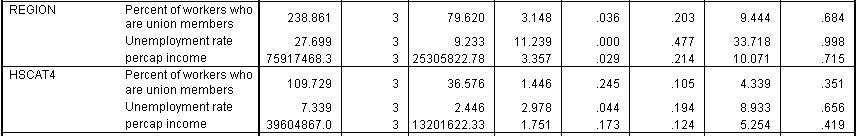 REGION Percent of workers who are union members 238.861 3 79.620 3.148 .036 .203 9.444 .684
Unemployment rate 27.699 3 9.233 11.239 .000 .477 33.718 .998
percap income 75917468.3 3 25305822.78 3.357 .029 .214 10.071 .715
HSCAT4 Percent of workers who are union members 109.729 3 36.576 1.446 .245 .105 4.339 .351
Unemployment rate 7.339 3 2.446 2.978 .044 .194 8.933 .656
percap income 39604867.0 3 13201622.33 1.751 .173 .124 5.254 .419